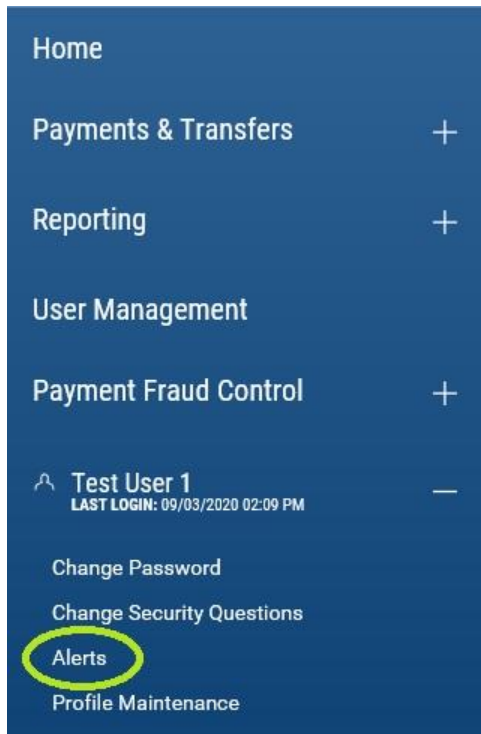 Home
Payments & Transfers
Reporting
User Management
Payment Fraud Control
Test User 1
LAST LOGIN: 09/03/2020 02:09 PM
Change Password
Change Security Questions
Alerts
Profile Maintenance